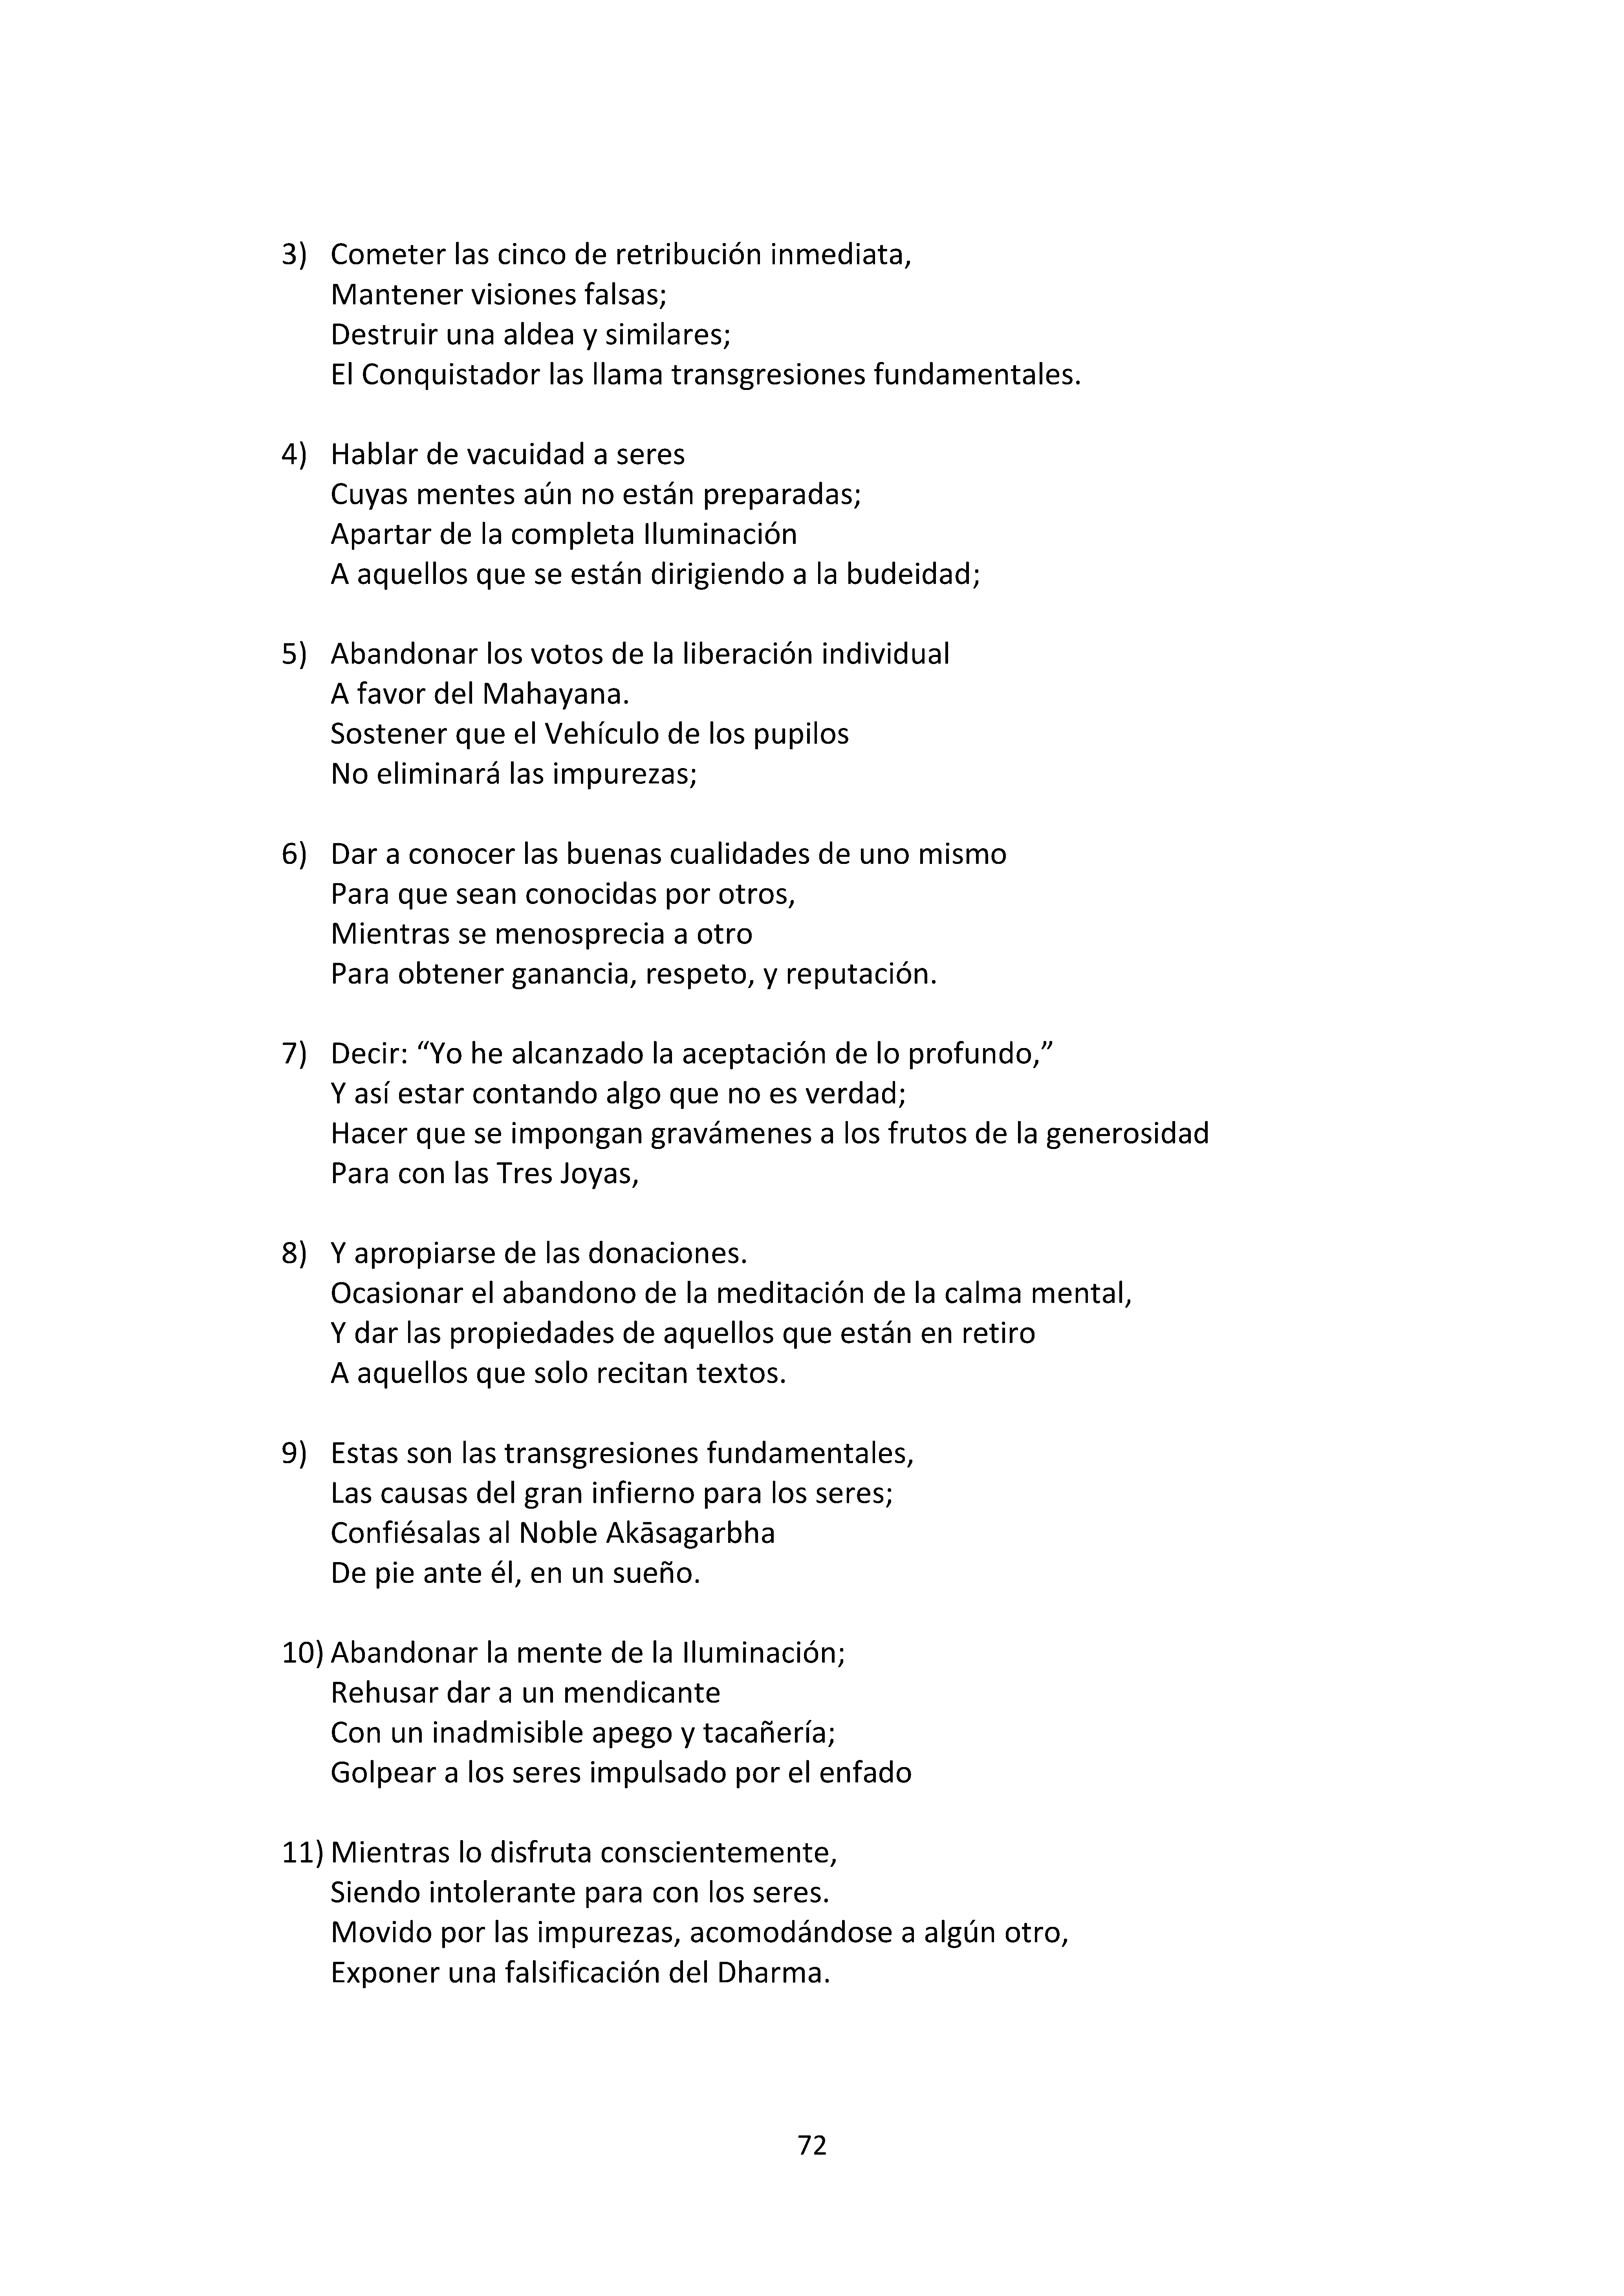 3) Cometer las cinco de retribución inmediata,
Mantener visiones falsas;
Destruir una aldea y similares;
El Conquistador las llama transgresiones fundamentales.
4) Hablar de vacuidad a seres
Cuyas mentes aún no están preparadas;
Apartar de la completa Iluminación
A aquellos que se están dirigiendo a la budeidad;
5) Abandonar los votos de la liberación individual
A favor del Mahayana.
Sostener que el Vehículo de los pupilos
No eliminará las impurezas;
6) Dar a conocer las buenas cualidades de uno mismo
Para que sean conocidas por otros,
Mientras se menosprecia a otro
Para obtener ganancia, respeto, y reputación.
7) Decir: “Yo he alcanzado la aceptación de lo profundo,”
Y así estar contando algo que no es verdad;
Hacer que se impongan gravámenes a los frutos de la generosidad
Para con las Tres Joyas,
8) Y apropiarse de las donaciones.
Ocasionar el abandono de la meditación de la calma mental,
Y dar las propiedades de aquellos que están en retiro
A aquellos que solo recitan textos.
9) Estas son las transgresiones fundamentales,
Las causas del gran infierno para los seres;
Confiésalas al Noble Akāsagarbha
De pie ante él, en un sueño.
10) Abandonar la mente de la Iluminación;
Rehusar dar a un mendicante
Con un inadmisible apego y tacañería;
Golpear a los seres impulsado por el enfado
11) Mientras lo disfruta conscientemente,
Siendo intolerante para con los seres.
Movido por las impurezas, acomodándose a algún otro,
Exponer una falsificación del Dharma.
72